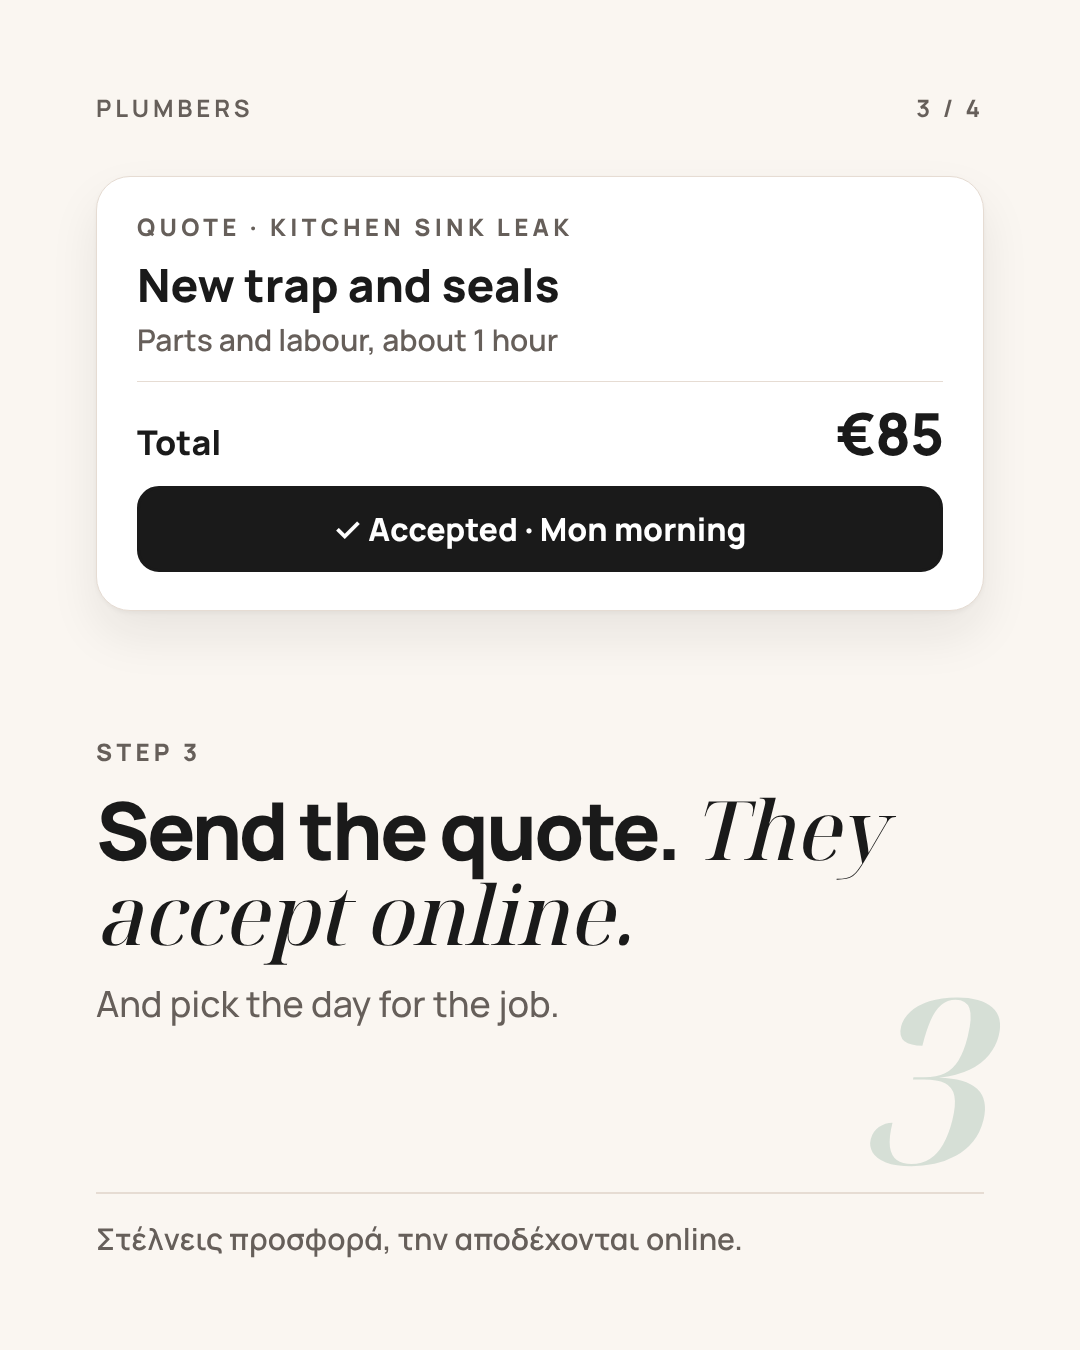 PLUMBERS
3 / 4
QUOTE · KITCHEN SINK LEAK
New trap and seals
Parts and labour, about 1 hour
Total
€85
✓ Accepted · Mon morning
STEP 3
Send the quote. They
accept online.
And pick the day for the job.
3
Στέλνεις προσφορά, την αποδέχονται online.